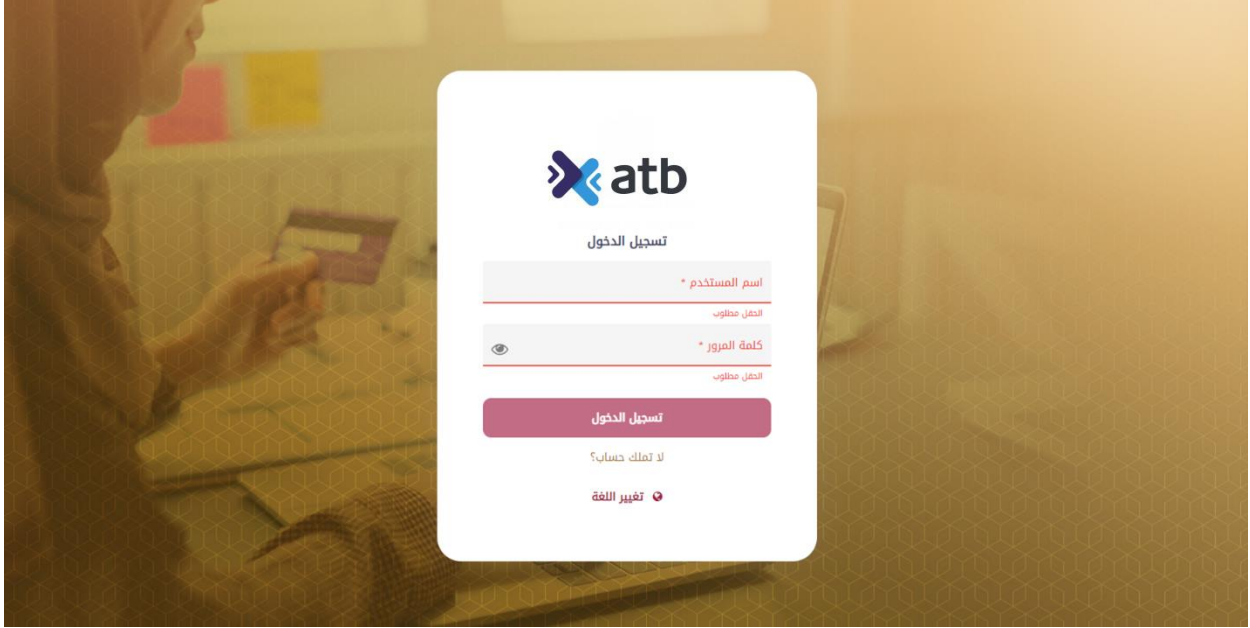 atb
تسجيل الدخول
اسم المستخدم *
الحقل مطلوب
كلمة المرور *
الحقل مطلوب
تسجيل الدخول
لا تملك حساب؟
تغيير اللغة